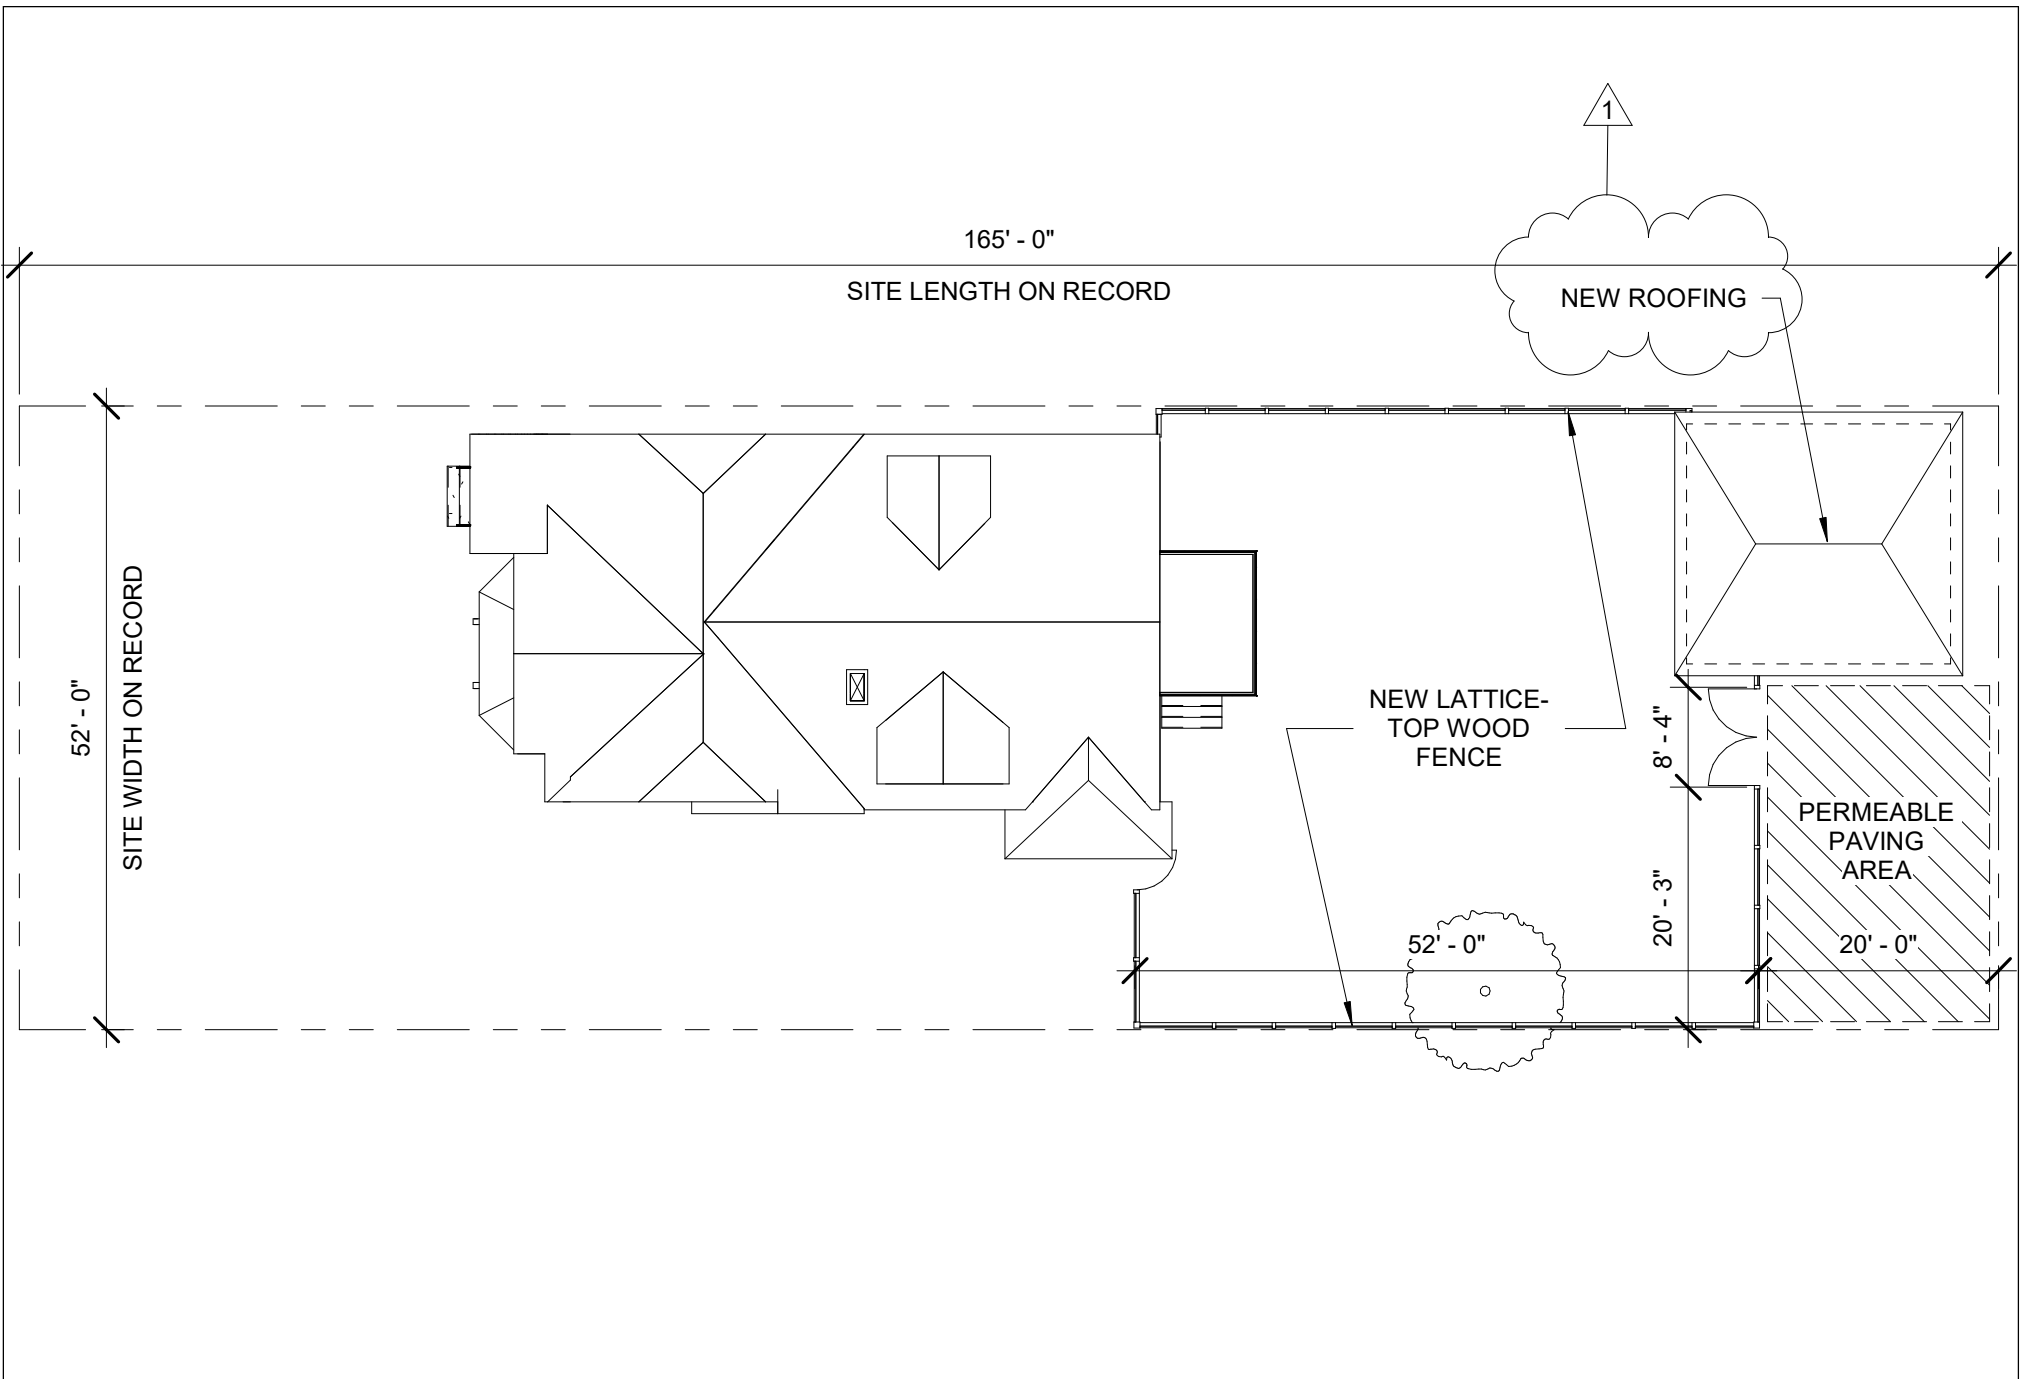 1
165' - 0"
SITE LENGTH ON RECORD
NEW ROOFING
52' - 0"
SITE WIDTH ON RECORD
NEW LATTICE-
TOP WOOD
FENCE
8' - 4"
PERMEABLE
PAVING
AREA
20' - 3"
52' - 0"
20' - 0"